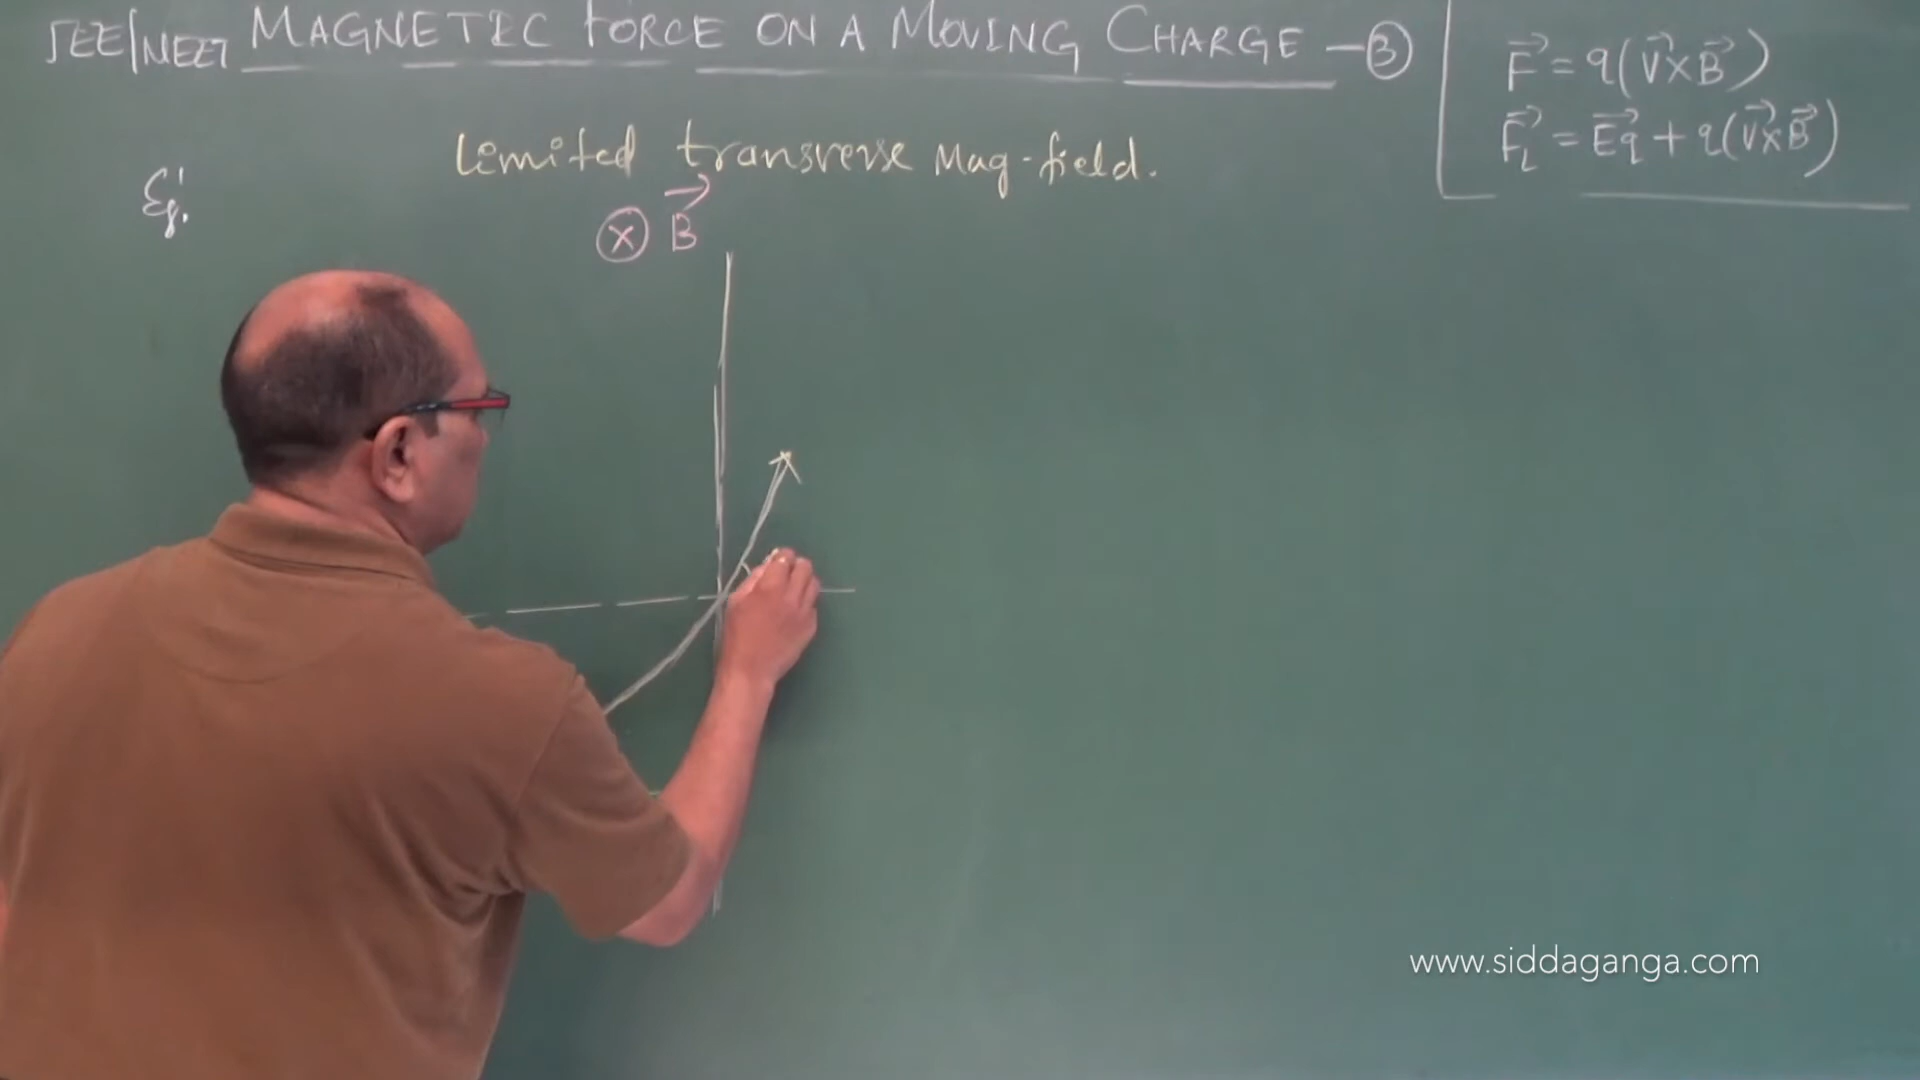 JEE/NEET MAGNETIC FORCE ON A MOVING CHARGE - ③
F⃗ = q(V⃗×B⃗)
F⃗L = E⃗q + q(V⃗×B⃗)
Limited transverse Mag-field.
Eg:
ⓧ B⃗
www.siddaganga.com